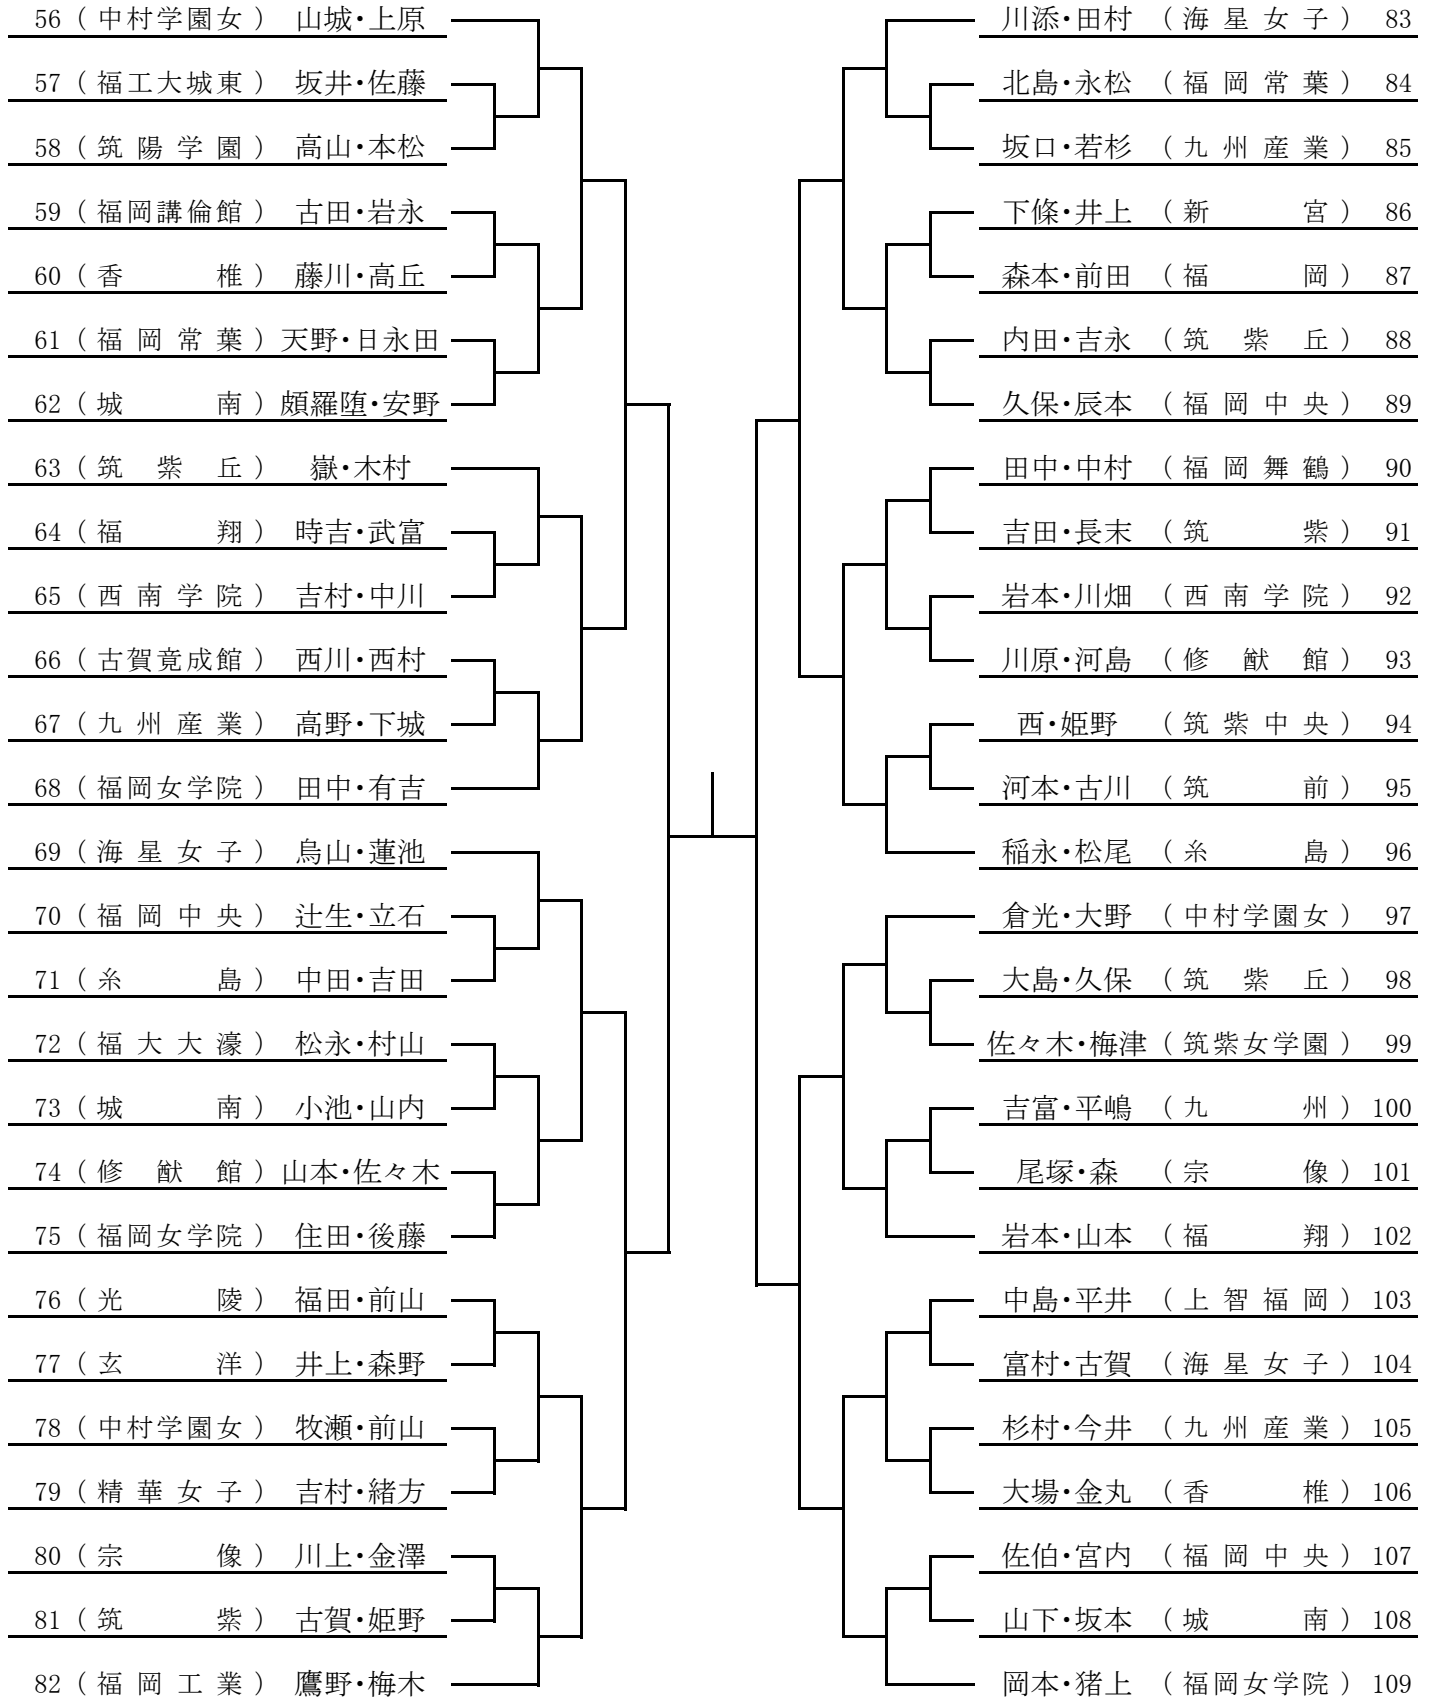 56（中村学園女）山城・上原
57（福工大城東）坂井・佐藤
58（筑陽学園）高山・本松
59（福岡講倫館）古田・岩永
60（香椎）藤川・高丘
61（福岡常葉）天野・日永田
62（城南）頗羅堕・安野
63（筑紫丘）嶽・木村
64（福翔）時吉・武富
65（西南学院）吉村・中川
66（古賀竟成館）西川・西村
67（九州産業）高野・下城
68（福岡女学院）田中・有吉
69（海星女子）烏山・蓮池
70（福岡中央）辻生・立石
71（糸島）中田・吉田
72（福大大濠）松永・村山
73（城南）小池・山内
74（修猷館）山本・佐々木
75（福岡女学院）住田・後藤
76（光陵）福田・前山
77（玄洋）井上・森野
78（中村学園女）牧瀬・前山
79（精華女子）吉村・緒方
80（宗像）川上・金澤
81（筑紫）古賀・姫野
82（福岡工業）鷹野・梅木
川添・田村（海星女子）83
北島・永松（福岡常葉）84
坂口・若杉（九州産業）85
下條・井上（新宮）86
森本・前田（福岡）87
内田・吉永（筑紫丘）88
久保・辰本（福岡中央）89
田中・中村（福岡舞鶴）90
吉田・長末（筑紫）91
岩本・川畑（西南学院）92
川原・河島（修猷館）93
西・姫野（筑紫中央）94
河本・古川（筑前）95
稲永・松尾（糸島）96
倉光・大野（中村学園女）97
大島・久保（筑紫丘）98
佐々木・梅津（筑紫女学園）99
吉富・平嶋（九州）100
尾塚・森（宗像）101
岩本・山本（福翔）102
中島・平井（上智福岡）103
富村・古賀（海星女子）104
杉村・今井（九州産業）105
大場・金丸（香椎）106
佐伯・宮内（福岡中央）107
山下・坂本（城南）108
岡本・猪上（福岡女学院）109